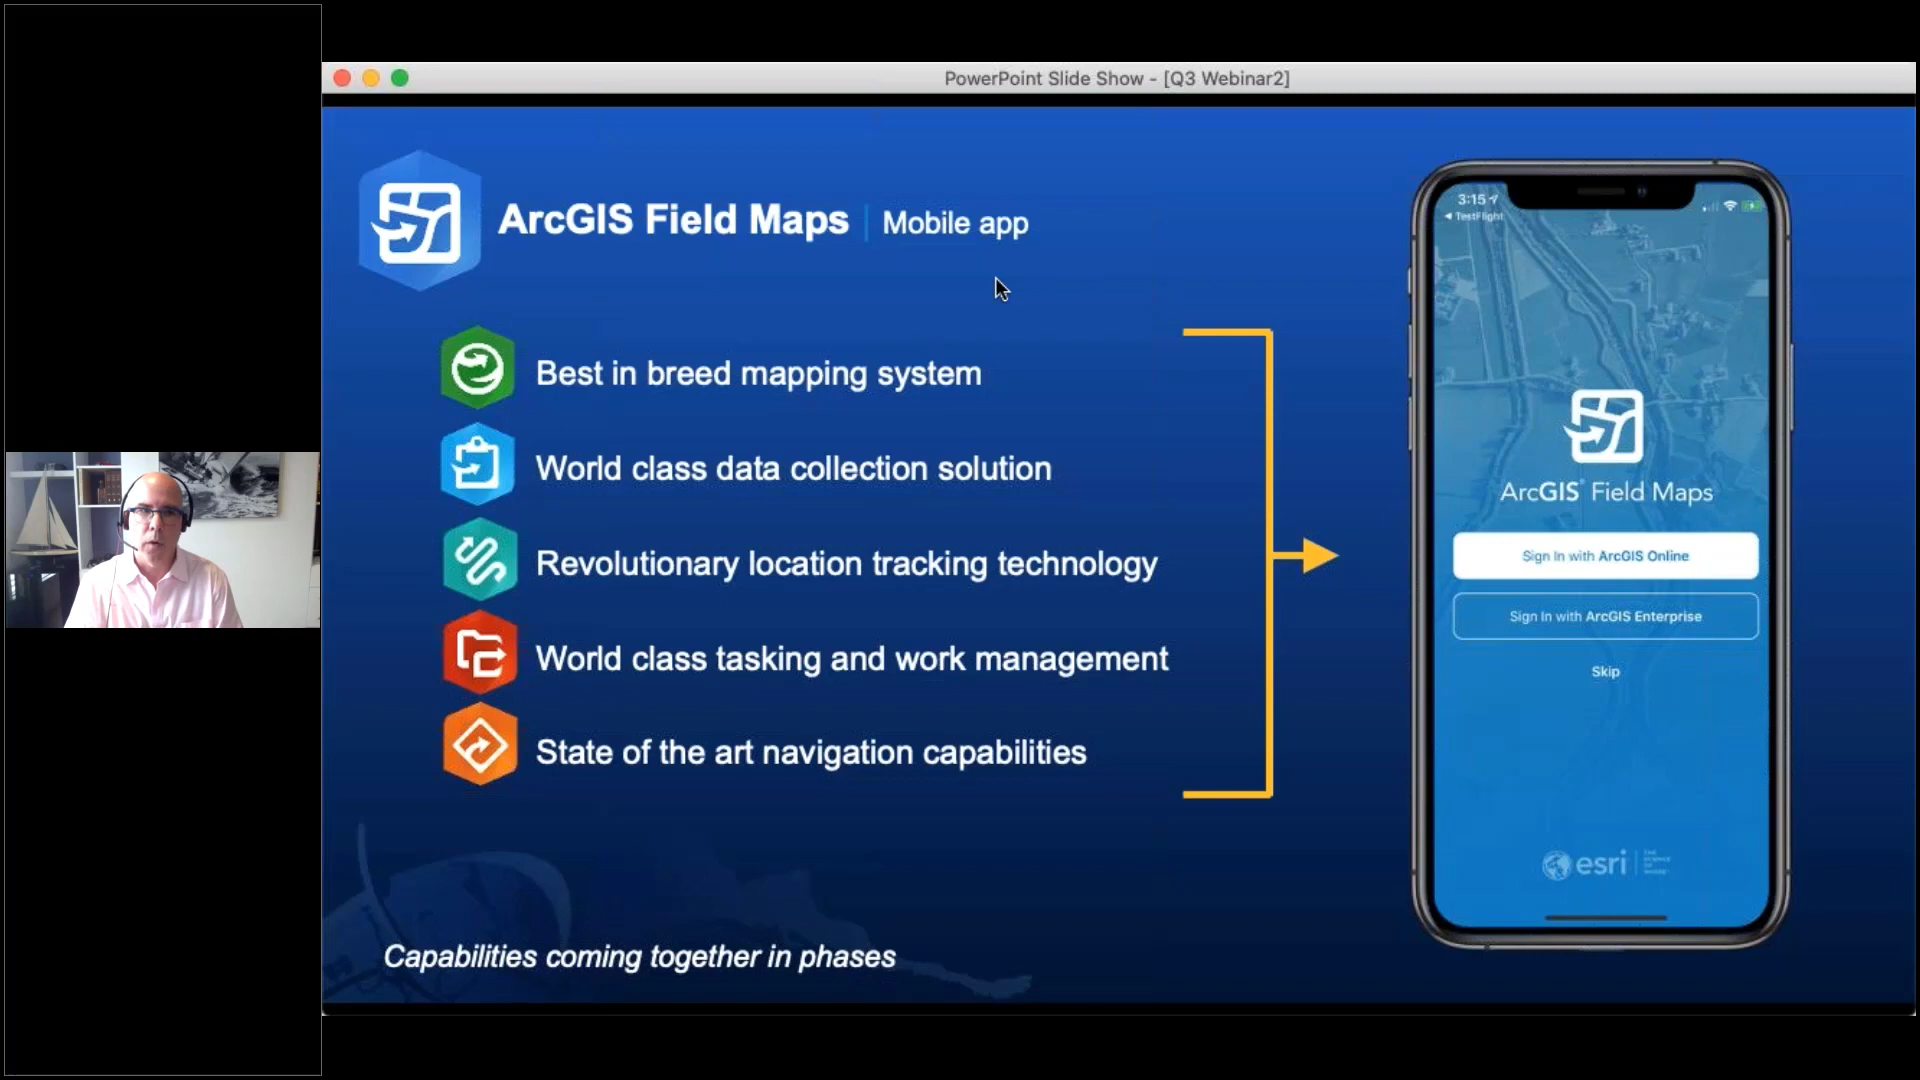 PowerPoint Slide Show - [Q3 Webinar2]
ArcGIS Field Maps | Mobile app
Best in breed mapping system
World class data collection solution
Revolutionary location tracking technology
World class tasking and work management
State of the art navigation capabilities
Capabilities coming together in phases
3:15
TestFlight
ArcGIS® Field Maps
Sign In with ArcGIS Online
Sign In with ArcGIS Enterprise
Skip
esri